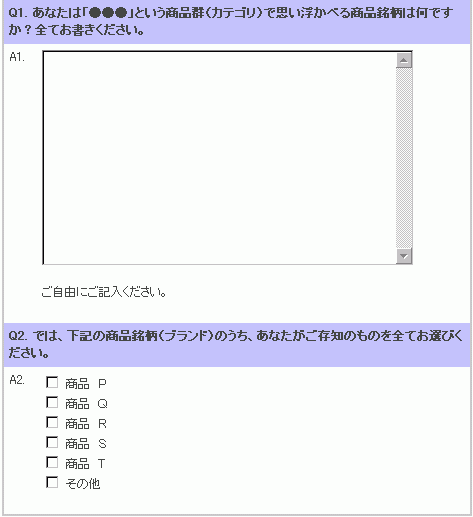 Q1. あなたは「●●●」という商品群(カテゴリ)で思い浮かべる商品銘柄は何です
か？全てお書きください。
A1.
ご自由にご記入ください。
Q2. では、下記の商品銘柄(ブランド)のうち、あなたがご存知のものを全てお選びく
ださい。
A2.
商品　P
商品　Q
商品　R
商品　S
商品　T
その他